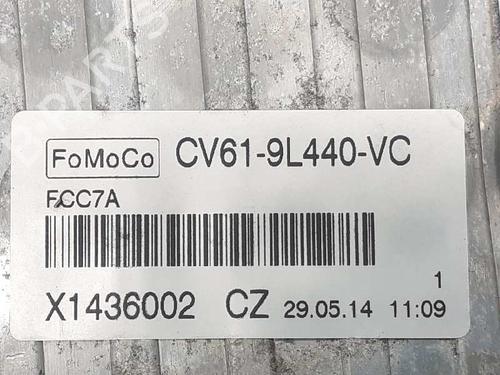 FoMoCo CV61-9L440-VC
FCC7A
1
X1436002 CZ 29.05.14 11:09